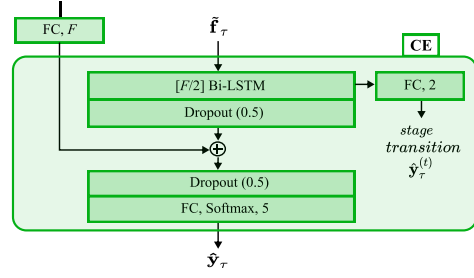 FC, F
f̃_τ
CE
[F/2] Bi-LSTM
FC, 2
Dropout (0.5)
stage
transition
ŷ_τ^(t)
Dropout (0.5)
FC, Softmax, 5
ŷ_τ